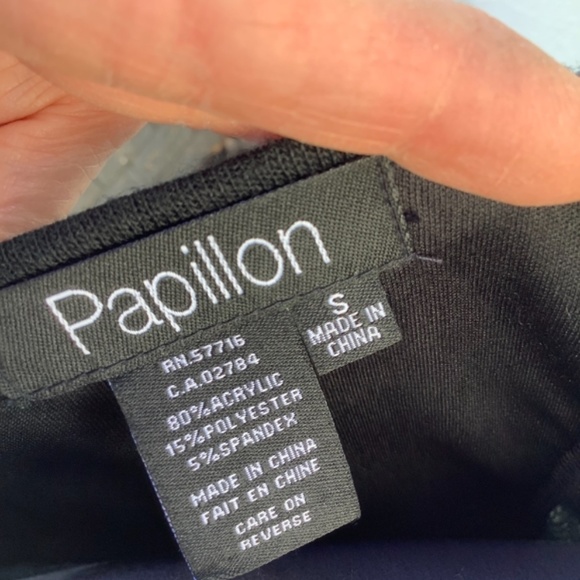 Papillon
S
MADE IN
CHINA
RN.57716
C.A.02784
80%ACRYLIC
15%POLYESTER
5%SPANDEX
MADE IN CHINA
FAIT EN CHINE
CARE ON
REVERSE